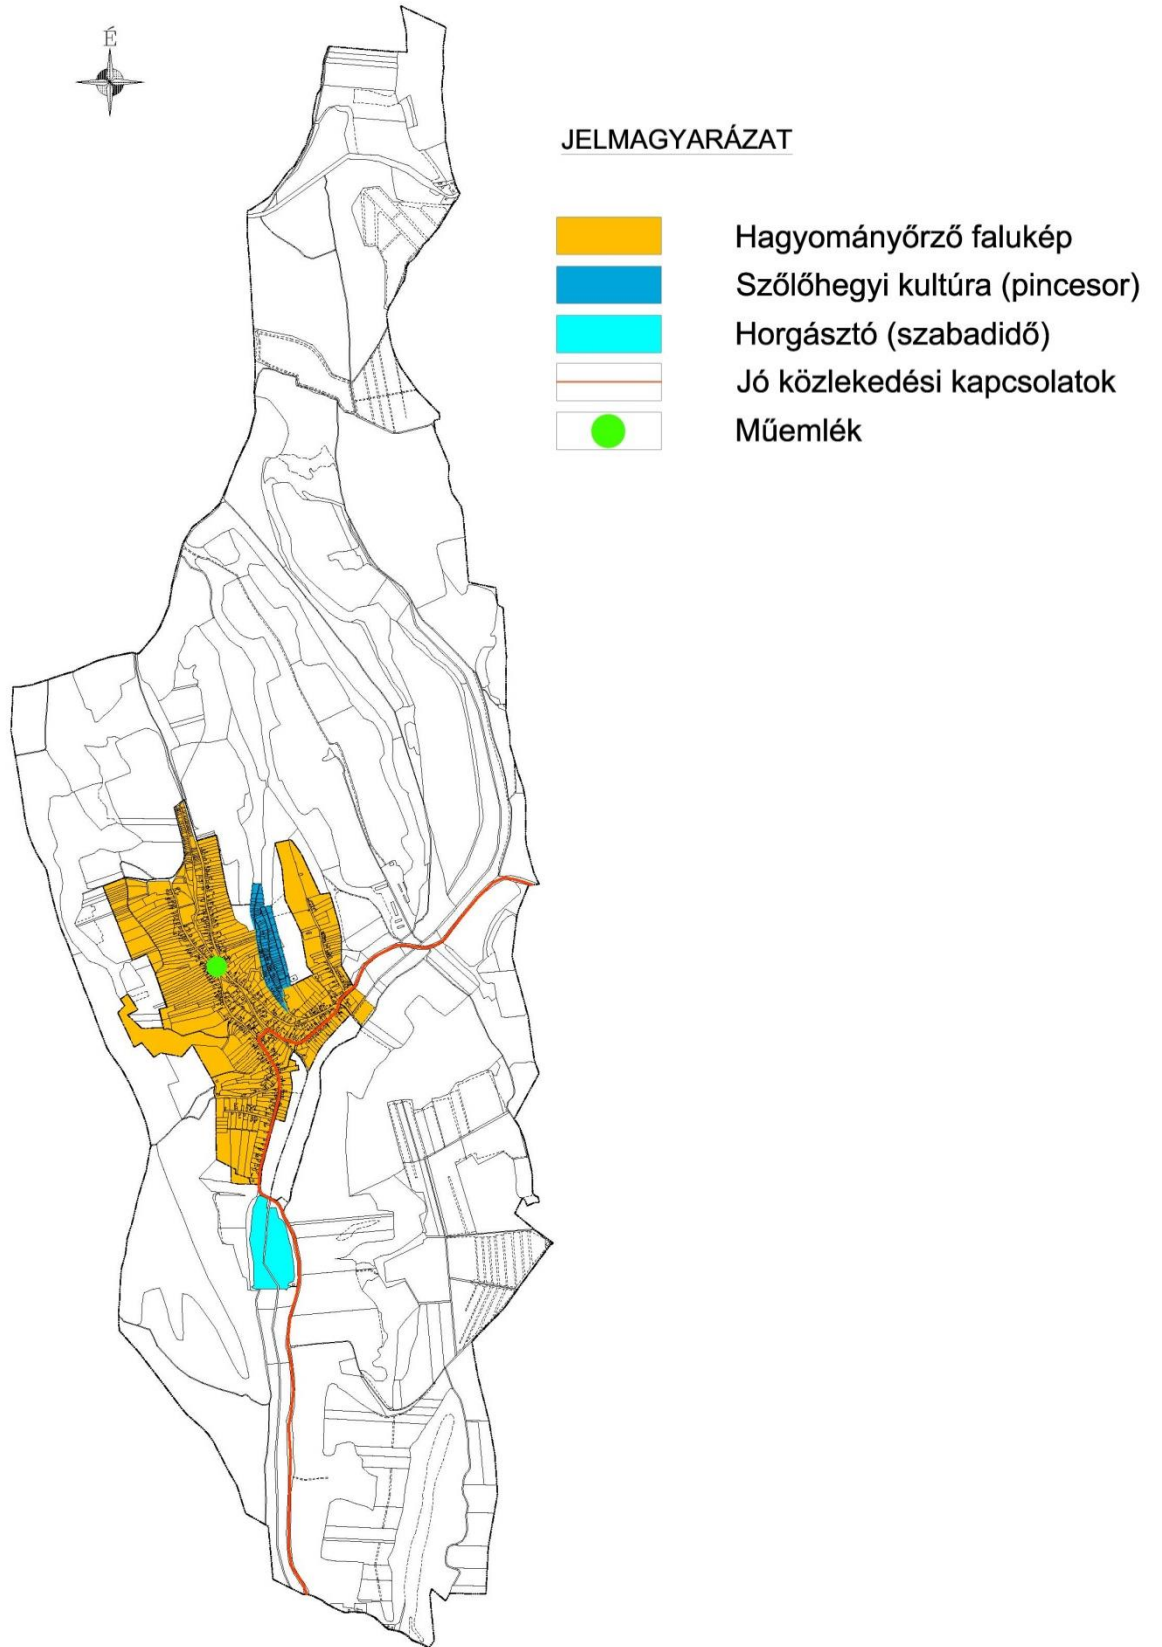 É
JELMAGYARÁZAT
Hagyományőrző falukép
Szőlőhegyi kultúra (pincesor)
Horgásztó (szabadidő)
Jó közlekedési kapcsolatok
Műemlék